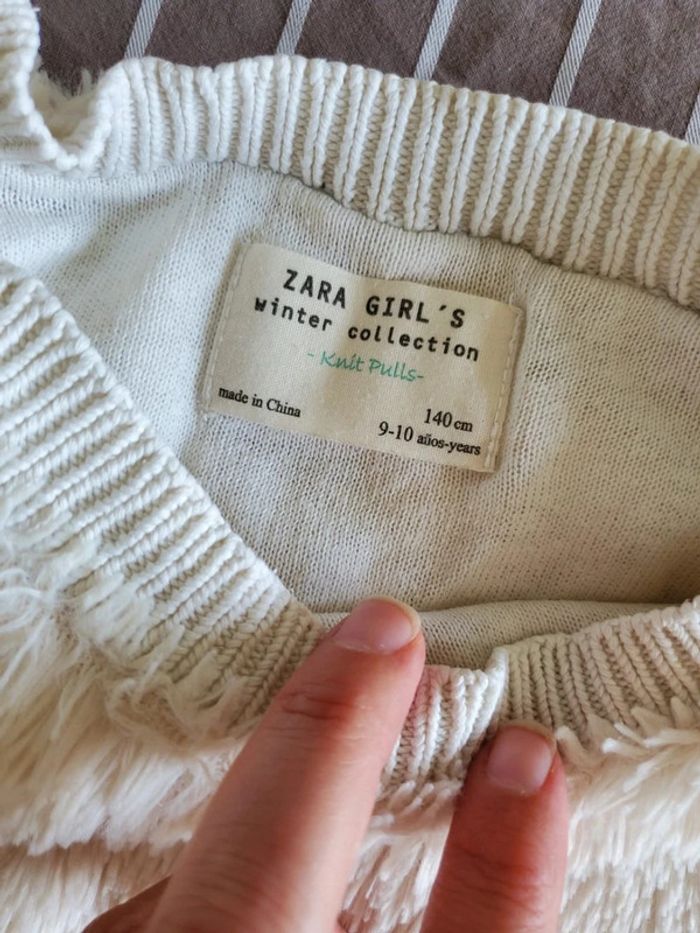 ZARA GIRL´S
winter collection
- Knit Pulls-
made in China
140 cm
9-10 años-years